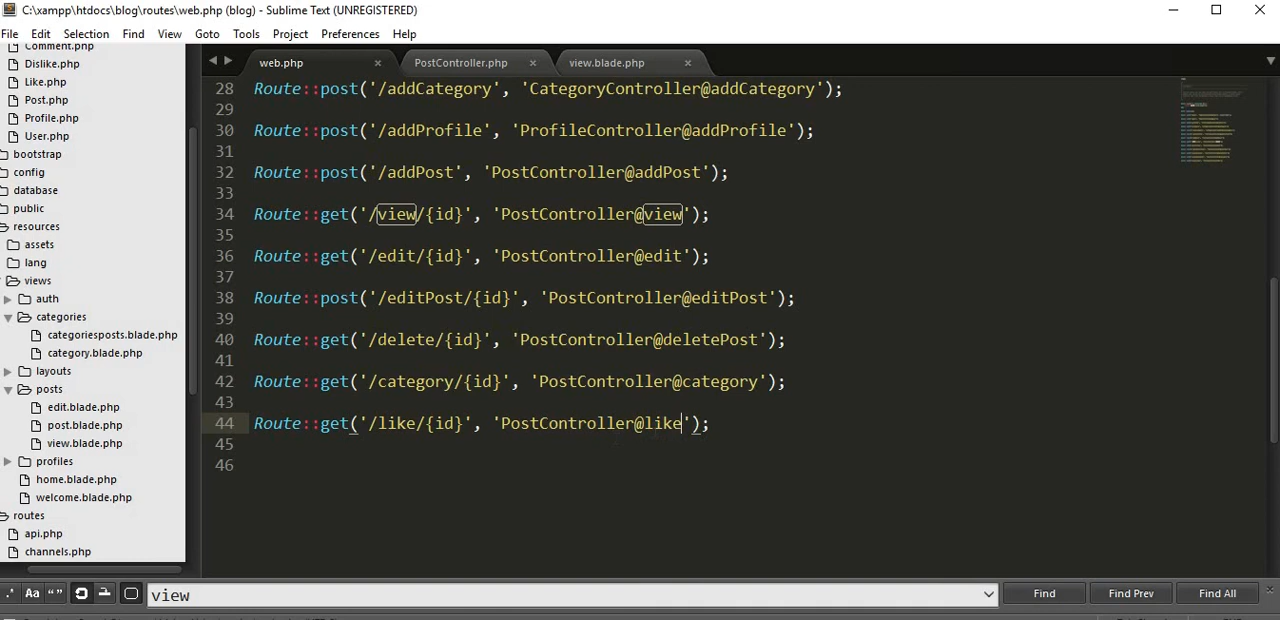 C:\xampp\htdocs\blog\routes\web.php (blog) - Sublime Text (UNREGISTERED)
File Edit Selection Find View Goto Tools Project Preferences Help
Comment.php
Dislike.php
Like.php
Post.php
Profile.php
User.php
bootstrap
config
database
public
resources
assets
lang
views
auth
categories
categoriesposts.blade.php
category.blade.php
layouts
posts
edit.blade.php
post.blade.php
view.blade.php
profiles
home.blade.php
welcome.blade.php
routes
api.php
channels.php
web.php PostController.php view.blade.php
28 Route::post('/addCategory', 'CategoryController@addCategory');
29
30 Route::post('/addProfile', 'ProfileController@addProfile');
31
32 Route::post('/addPost', 'PostController@addPost');
33
34 Route::get('/view/{id}', 'PostController@view');
35
36 Route::get('/edit/{id}', 'PostController@edit');
37
38 Route::post('/editPost/{id}', 'PostController@editPost');
39
40 Route::get('/delete/{id}', 'PostController@deletePost');
41
42 Route::get('/category/{id}', 'PostController@category');
43
44 Route::get('/like/{id}', 'PostController@like');
45
46
.* Aa “” view Find Find Prev Find All